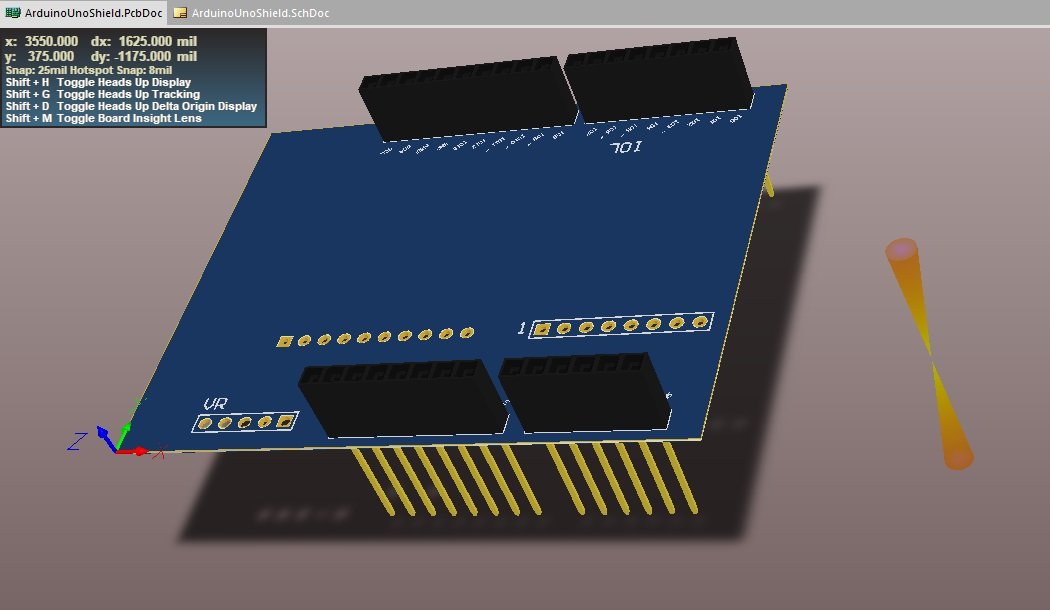 ArduinoUnoShield.PcbDoc ArduinoUnoShield.SchDoc
x: 3550.000 dx: 1625.000 mil
y: 375.000 dy: -1175.000 mil
Snap: 25mil Hotspot Snap: 8mil
Shift + H Toggle Heads Up Display
Shift + G Toggle Heads Up Tracking
Shift + D Toggle Heads Up Delta Origin Display
Shift + M Toggle Board Insight Lens
IOL
1
VR
Z
X